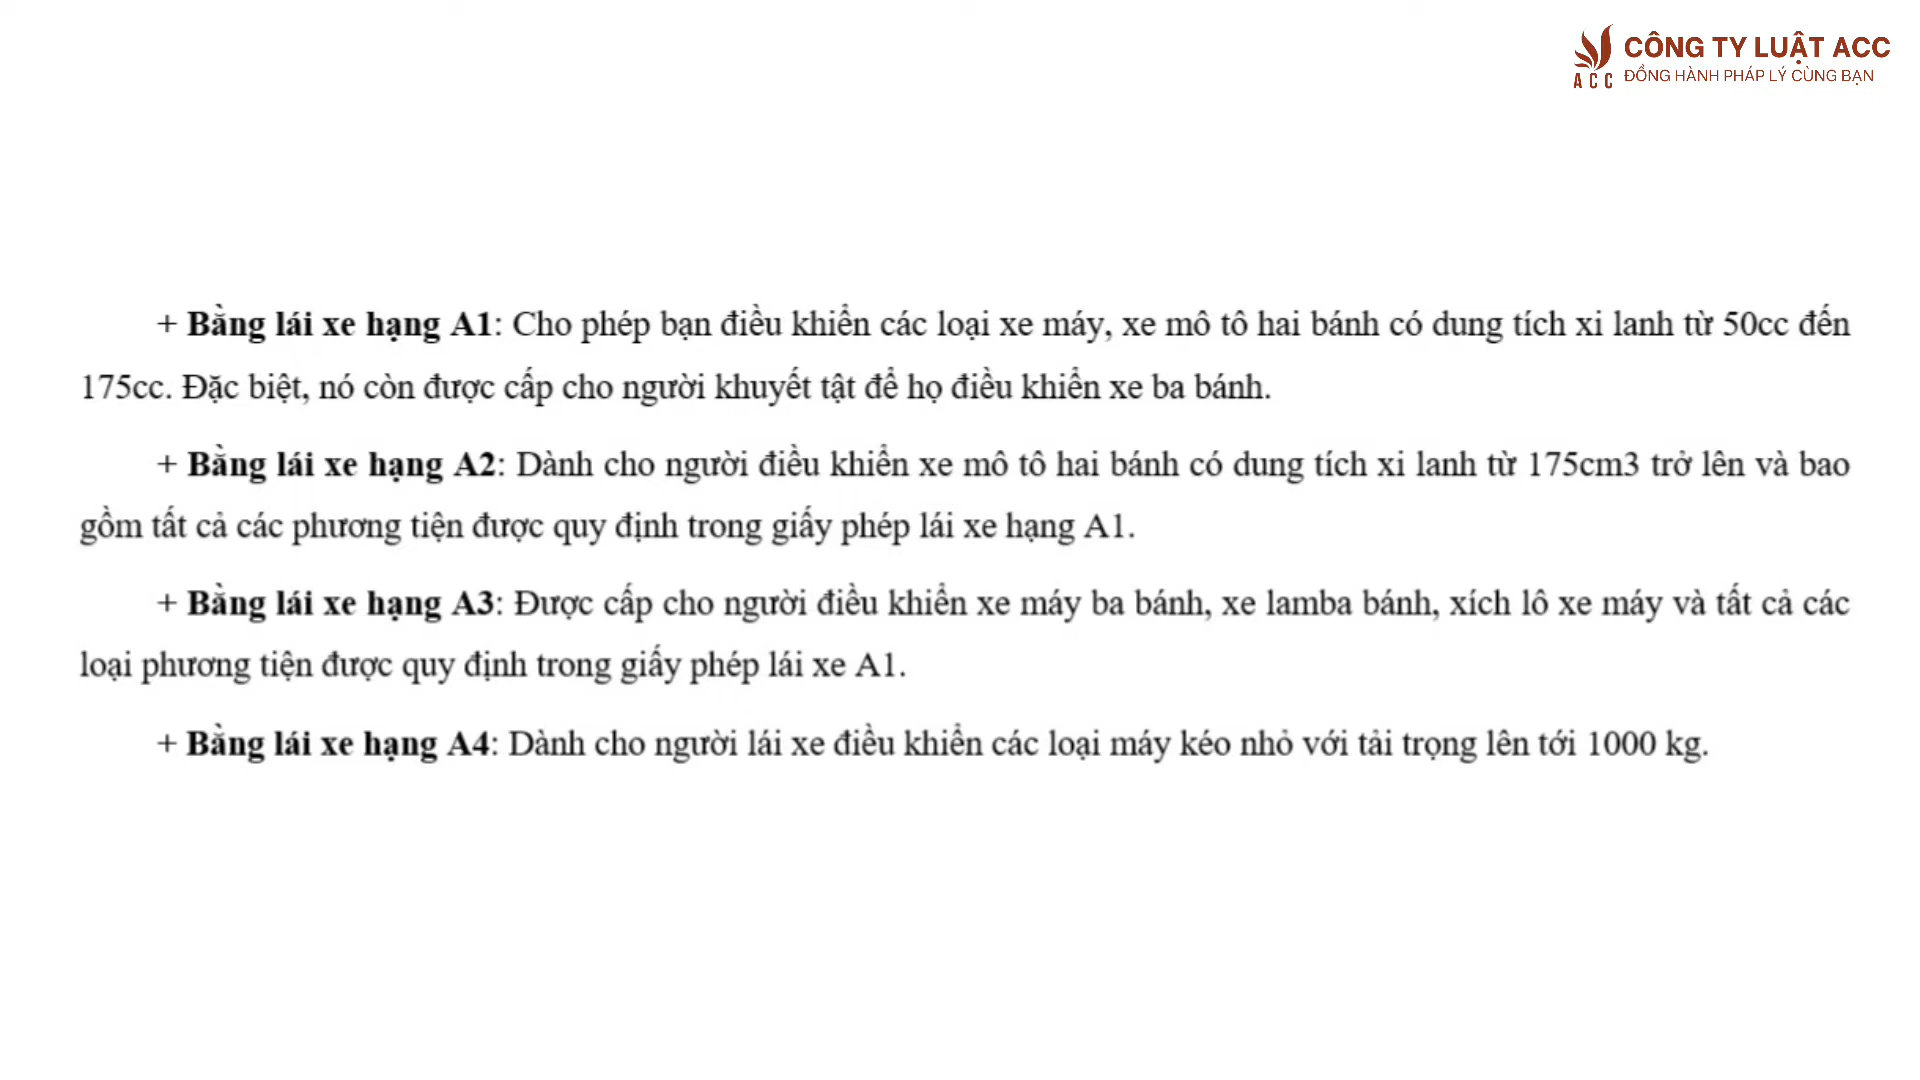 CÔNG TY LUẬT ACC
ACC ĐỒNG HÀNH PHÁP LÝ CÙNG BẠN
+ Bằng lái xe hạng A1: Cho phép bạn điều khiển các loại xe máy, xe mô tô hai bánh có dung tích xi lanh từ 50cc đến
175cc. Đặc biệt, nó còn được cấp cho người khuyết tật để họ điều khiển xe ba bánh.
+ Bằng lái xe hạng A2: Dành cho người điều khiển xe mô tô hai bánh có dung tích xi lanh từ 175cm3 trở lên và bao
gồm tất cả các phương tiện được quy định trong giấy phép lái xe hạng A1.
+ Bằng lái xe hạng A3: Được cấp cho người điều khiển xe máy ba bánh, xe lamba bánh, xích lô xe máy và tất cả các
loại phương tiện được quy định trong giấy phép lái xe A1.
+ Bằng lái xe hạng A4: Dành cho người lái xe điều khiển các loại máy kéo nhỏ với tải trọng lên tới 1000 kg.